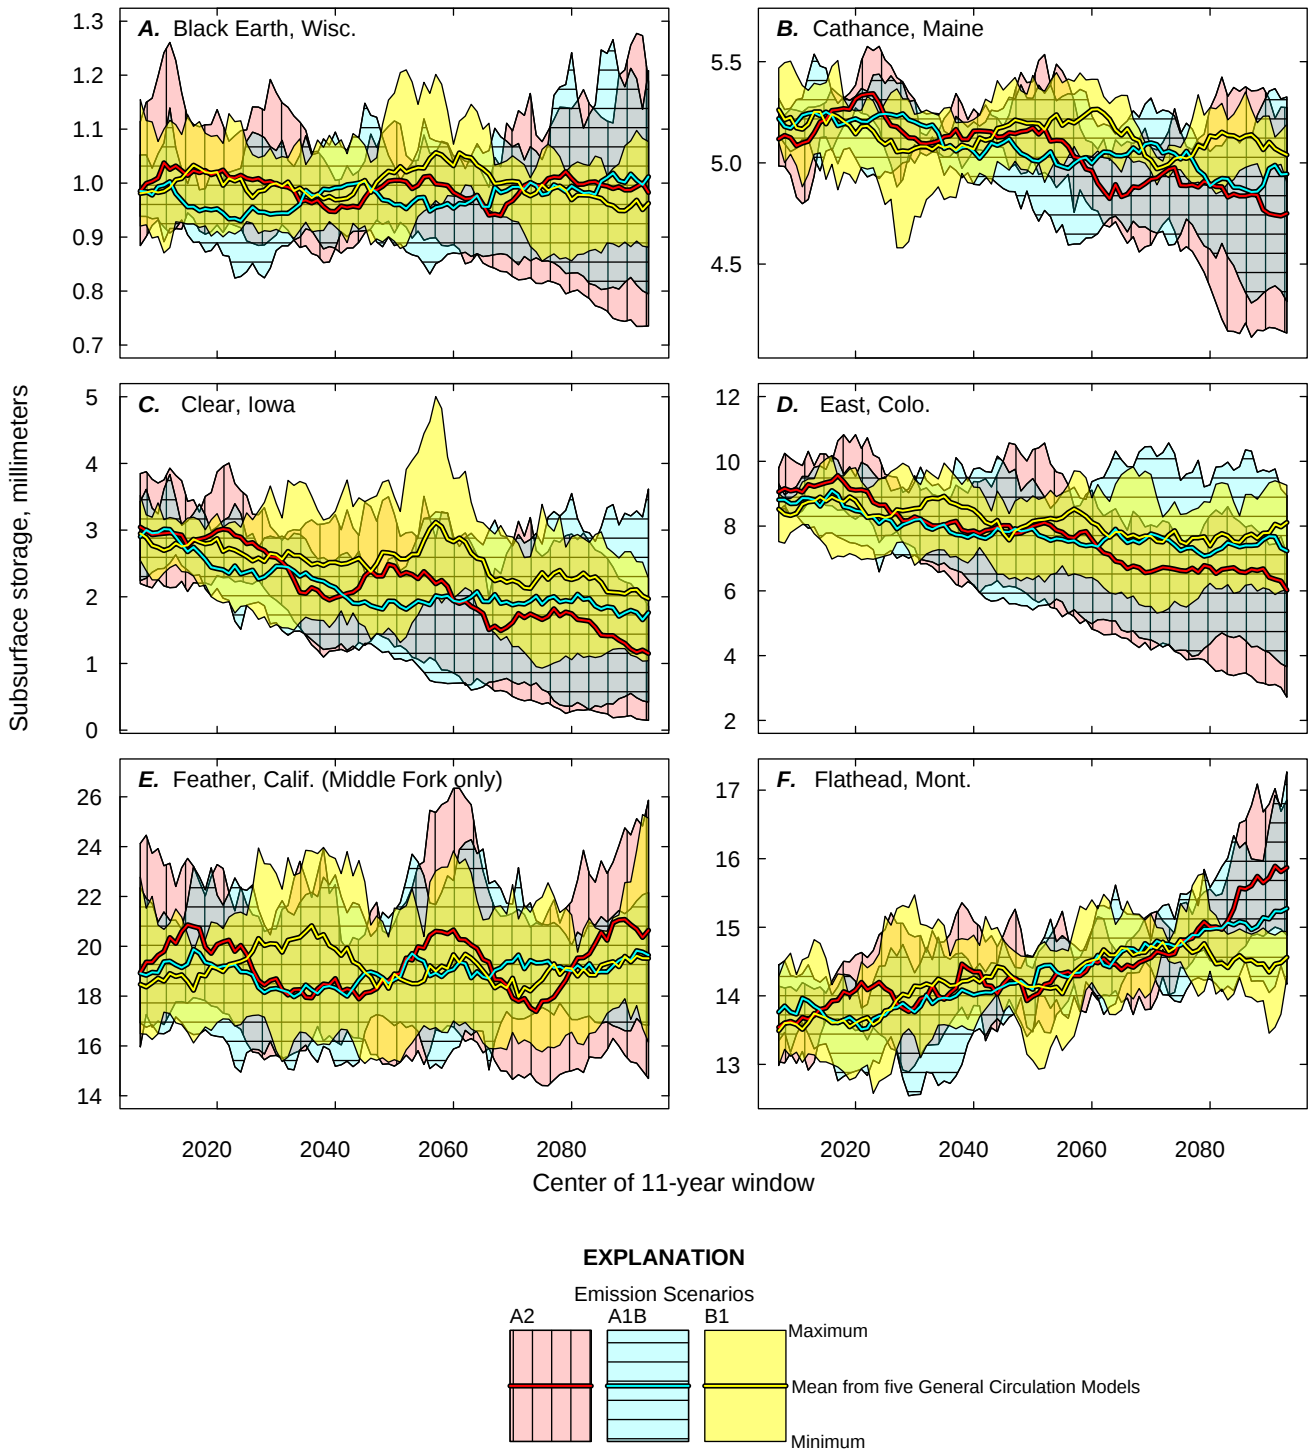 A. Black Earth, Wisc.
1.3
1.2
1.1
1.0
0.9
0.8
0.7
B. Cathance, Maine
5.5
5.0
4.5
Subsurface storage, millimeters
C. Clear, Iowa
5
4
3
2
1
0
D. East, Colo.
12
10
8
6
4
2
E. Feather, Calif. (Middle Fork only)
26
24
22
20
18
16
14
F. Flathead, Mont.
17
16
15
14
13
2020 2040 2060 2080
2020 2040 2060 2080
Center of 11-year window
EXPLANATION
Emission Scenarios
A2 A1B B1
Maximum
Mean from five General Circulation Models
Minimum